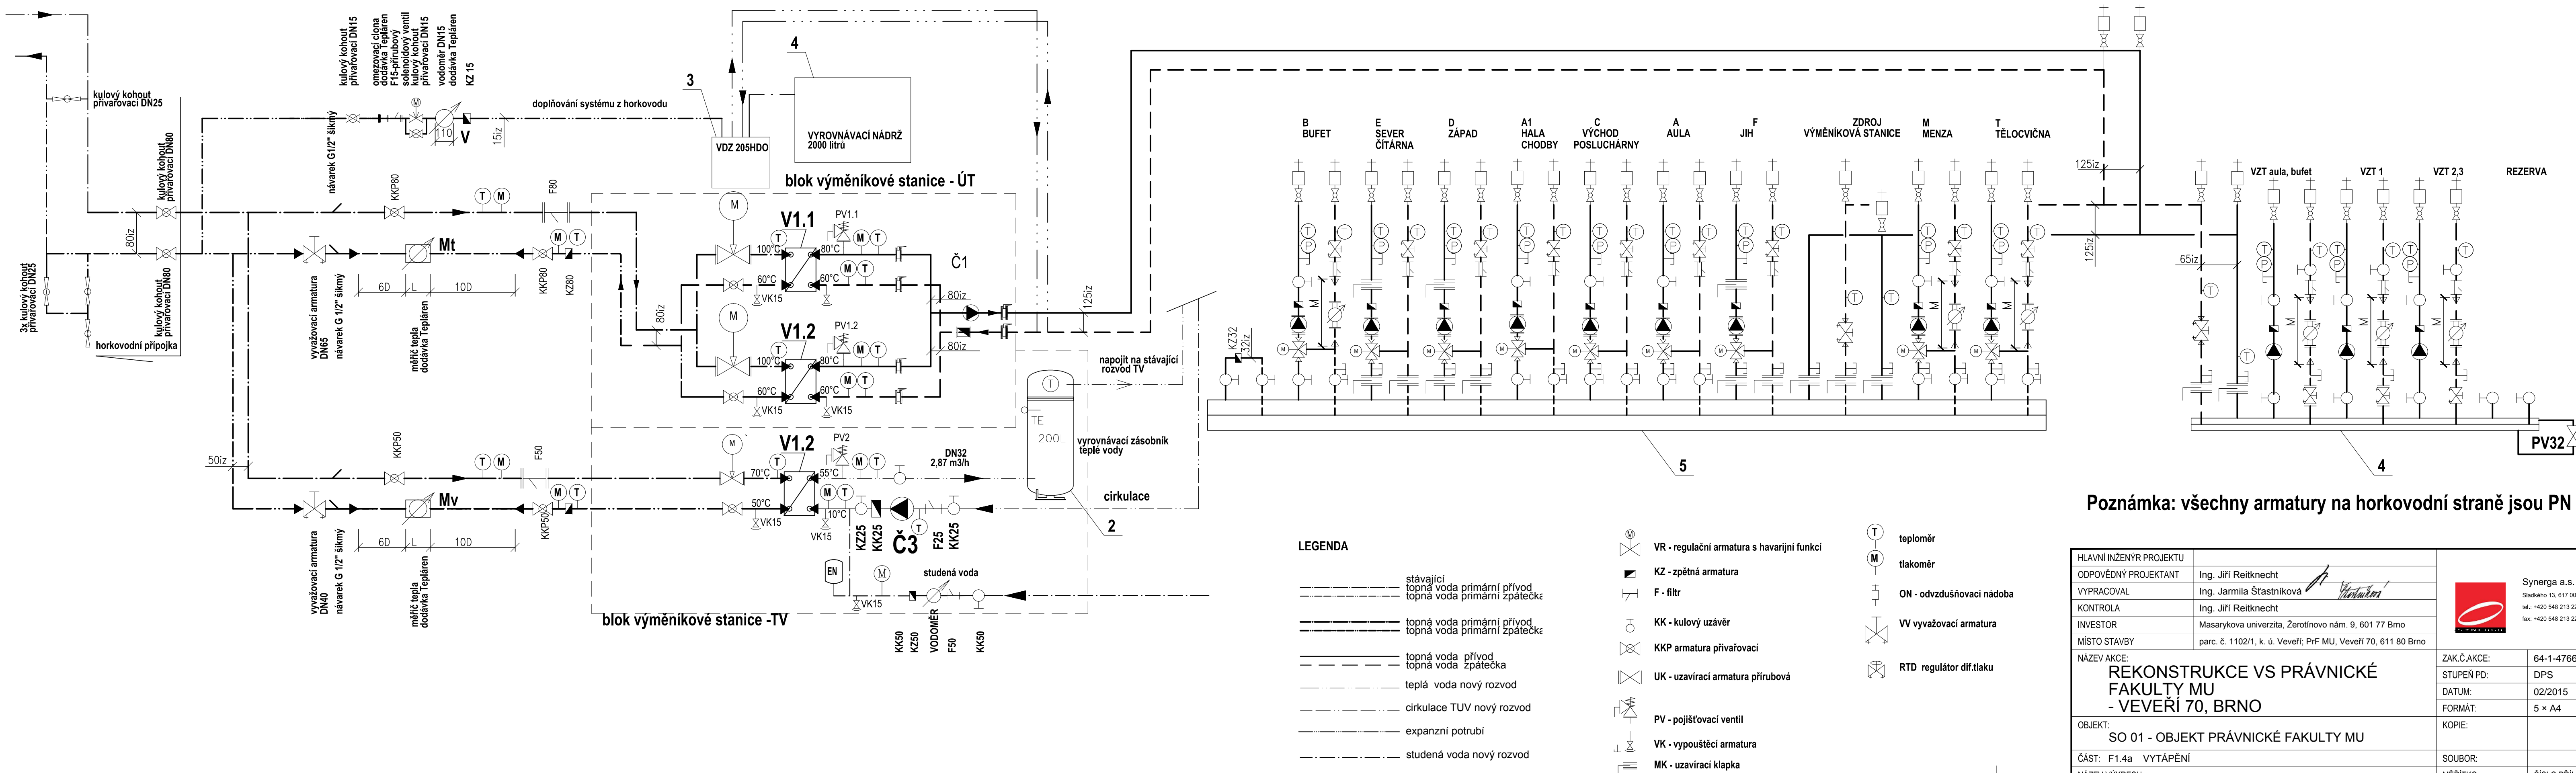 kulový kohout
přivařovací DN25
3x kulový kohout
přivařovací DN25
horkovodní přípojka
kulový kohout
přivařovací DN80
80iz
kulový kohout
přivařovací DN80
50iz
kulový kohout
přivařovací DN15
omezovací clona
dodávka Tepláren
F15-přírubový
solenoidový ventil
kulový kohout
přivařovací DN15
vodoměr DN15
dodávka Tepláren
KZ 15
M
110
V
15iz
doplňování systému z horkovodu
návarek G1/2" šikmý
KKP80
T M
F80
Mt
M T
KKP80
KZ80
6D L 10D
vyvažovací armatura
DN65
návarek G 1/2" šikmý
měřič tepla
dodávka Tepláren
KKP50
T M
F50
Mv
M T
KKP50
6D L 10D
vyvažovací armatura
DN40
návarek G 1/2" šikmý
měřič tepla
dodávka Tepláren
3
VDZ 205HDO
4
VYROVNÁVACÍ NÁDRŽ
2000 litrů
blok výměníkové stanice - ÚT
80iz
M
V1.1
PV1.1
T
M T
100°C
80°C
60°C
60°C
M T
VK15
VK15
M
V1.2
PV1.2
T
M T
100°C
80°C
60°C
60°C
M T
VK15
VK15
Č1
80iz
80iz
125iz
M
V1.2
PV2
T
M T
70°C
55°C
50°C
10°C
M T
VK15
VK15
DN32
2,87 m3/h
KZ25
KK25
Č3
T
F25
KK25
T
TE
200L
vyrovnávací zásobník
teplé vody
napojit na stávající
rozvod TV
cirkulace
2
EN
M
studená voda
VK15
KK50
KZ50
VODOMĚR
F50
KK50
blok výměníkové stanice -TV
KZ32
32iz
B
BUFET
E
SEVER
ČÍTÁRNA
D
ZÁPAD
A1
HALA
CHODBY
C
VÝCHOD
POSLUCHÁRNY
A
AULA
F
JIH
ZDROJ
VÝMĚNÍKOVÁ STANICE
M
MENZA
T
TĚLOCVIČNA
5
125iz
125iz
65iz
VZT aula, bufet
VZT 1
VZT 2,3
REZERVA
4
PV32
Poznámka: všechny armatury na horkovodní straně jsou PN
LEGENDA
stávající
topná voda primární přívod
topná voda primární zpátečka
topná voda primární přívod
topná voda primární zpátečka
topná voda přívod
topná voda zpátečka
teplá voda nový rozvod
cirkulace TUV nový rozvod
expanzní potrubí
studená voda nový rozvod
VR - regulační armatura s havarijní funkcí
KZ - zpětná armatura
F - filtr
KK - kulový uzávěr
KKP armatura přivařovací
UK - uzavírací armatura přírubová
PV - pojišťovací ventil
VK - vypouštěcí armatura
MK - uzavírací klapka
T teploměr
M tlakoměr
ON - odvzdušňovací nádoba
VV vyvažovací armatura
RTD regulátor dif.tlaku
HLAVNÍ INŽENÝR PROJEKTU
ODPOVĚDNÝ PROJEKTANT Ing. Jiří Reitknecht
VYPRACOVAL Ing. Jarmila Šťastníková
KONTROLA Ing. Jiří Reitknecht
INVESTOR Masarykova univerzita, Žerotínovo nám. 9, 601 77 Brno
MÍSTO STAVBY parc. č. 1102/1, k. ú. Veveří; PrF MU, Veveří 70, 611 80 Brno
Synerga a.s.
Sladkého 13, 617 00
tel.: +420 548 213 22
fax: +420 548 213 22
NÁZEV AKCE:
REKONSTRUKCE VS PRÁVNICKÉ
FAKULTY MU
- VEVEŘÍ 70, BRNO
ZAK.Č.AKCE: 64-1-4766
STUPEŇ PD: DPS
DATUM: 02/2015
FORMÁT: 5 × A4
OBJEKT:
SO 01 - OBJEKT PRÁVNICKÉ FAKULTY MU
KOPIE:
ČÁST: F1.4a VYTÁPĚNÍ
SOUBOR: